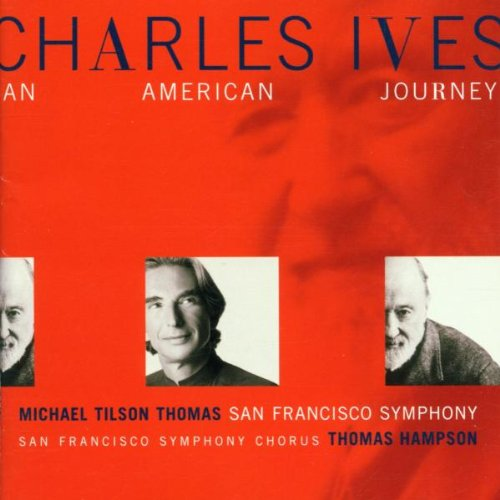 CHARLES IVES
AN AMERICAN JOURNEY
MICHAEL TILSON THOMAS SAN FRANCISCO SYMPHONY
SAN FRANCISCO SYMPHONY CHORUS THOMAS HAMPSON